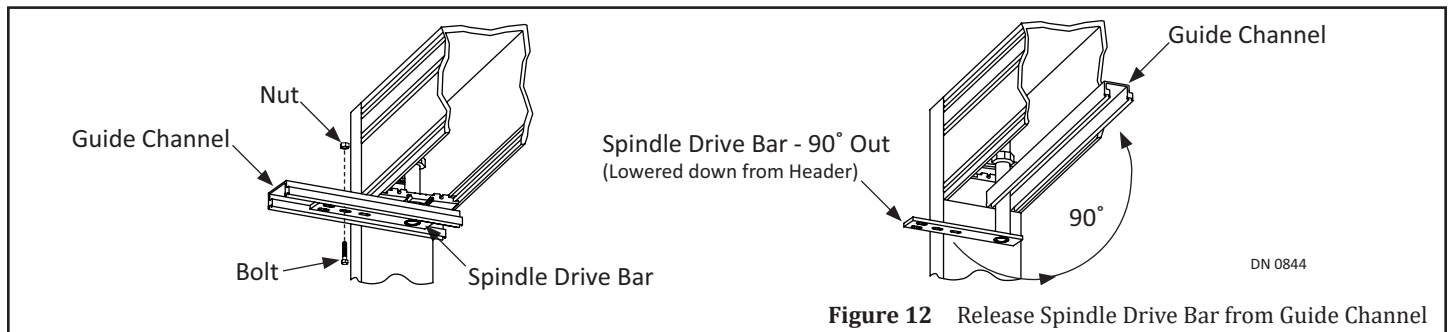 Nut
Guide Channel
Bolt
Spindle Drive Bar
Guide Channel
Spindle Drive Bar - 90˚ Out
(Lowered down from Header)
90˚
DN 0844
Figure 12 Release Spindle Drive Bar from Guide Channel